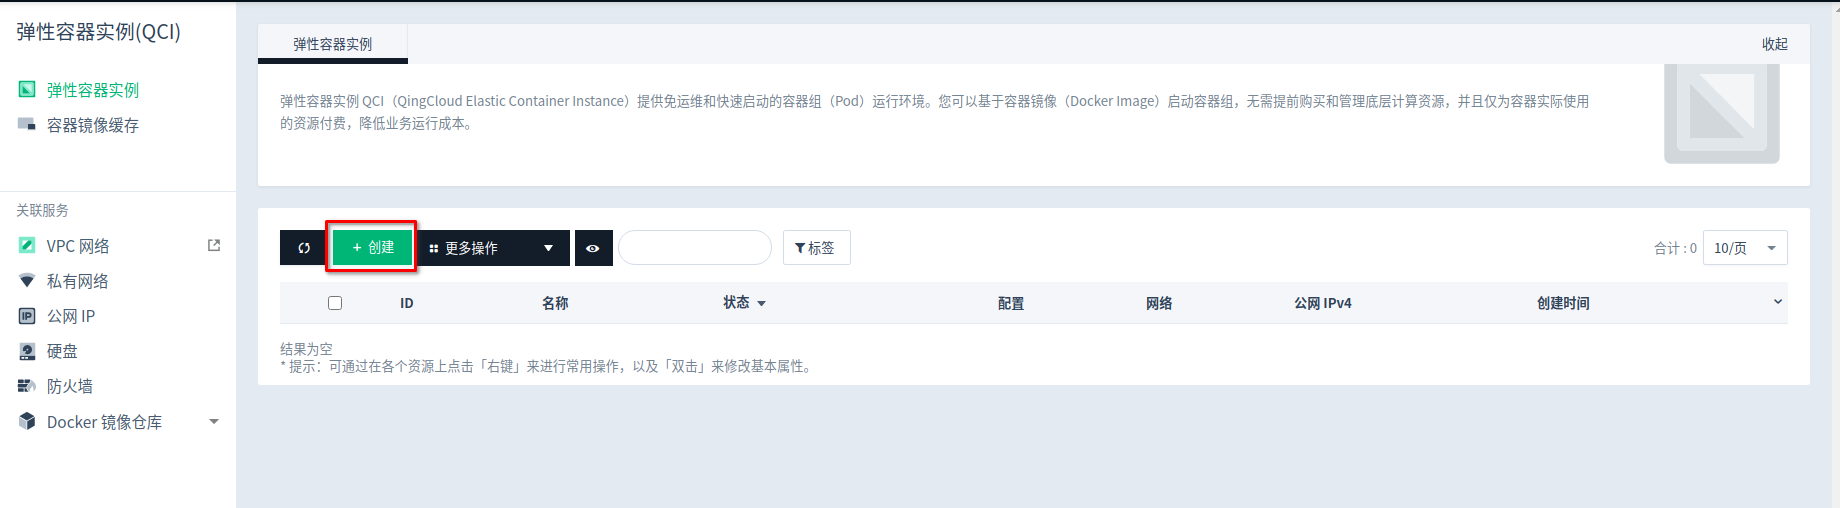 弹性容器实例(QCI)
弹性容器实例
容器镜像缓存
关联服务
VPC 网络
私有网络
IP 公网 IP
硬盘
防火墙
Docker 镜像仓库
弹性容器实例
收起
弹性容器实例 QCI（QingCloud Elastic Container Instance）提供免运维和快速启动的容器组（Pod）运行环境。您可以基于容器镜像（Docker Image）启动容器组，无需提前购买和管理底层计算资源，并且仅为容器实际使用
的资源付费，降低业务运行成本。
+ 创建 更多操作 标签 合计 : 0 10/页
ID 名称 状态 配置 网络 公网 IPv4 创建时间
结果为空
* 提示：可通过在各个资源上点击「右键」来进行常用操作，以及「双击」来修改基本属性。